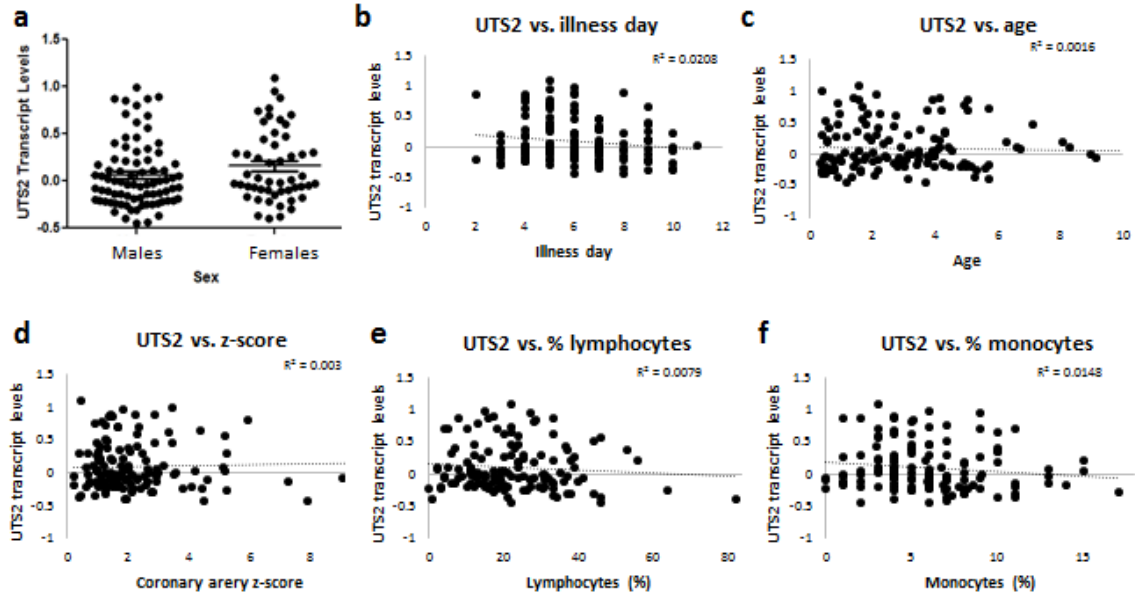 a
UTS2 Transcript Levels
1.5
1.0
0.5
0.0
-0.5
Males
Females
Sex
b
UTS2 vs. illness day
R² = 0.0208
UTS2 transcript levels
1.5
1
0.5
0
-0.5
-1
0 2 4 6 8 10 12
Illness day
c
UTS2 vs. age
R² = 0.0016
UTS2 transcript levels
1.5
1
0.5
0
-0.5
-1
0 2 4 6 8 10
Age
d
UTS2 vs. z-score
R² = 0.003
UTS2 transcript levels
1.5
1
0.5
0
-0.5
-1
0 2 4 6 8
Coronary arery z-score
e
UTS2 vs. % lymphocytes
R² = 0.0079
UTS2 transcript levels
1.5
1
0.5
0
-0.5
-1
0 20 40 60 80
Lymphocytes (%)
f
UTS2 vs. % monocytes
R² = 0.0148
UTS2 transcript levels
1.5
1
0.5
0
-0.5
-1
0 5 10 15
Monocytes (%)